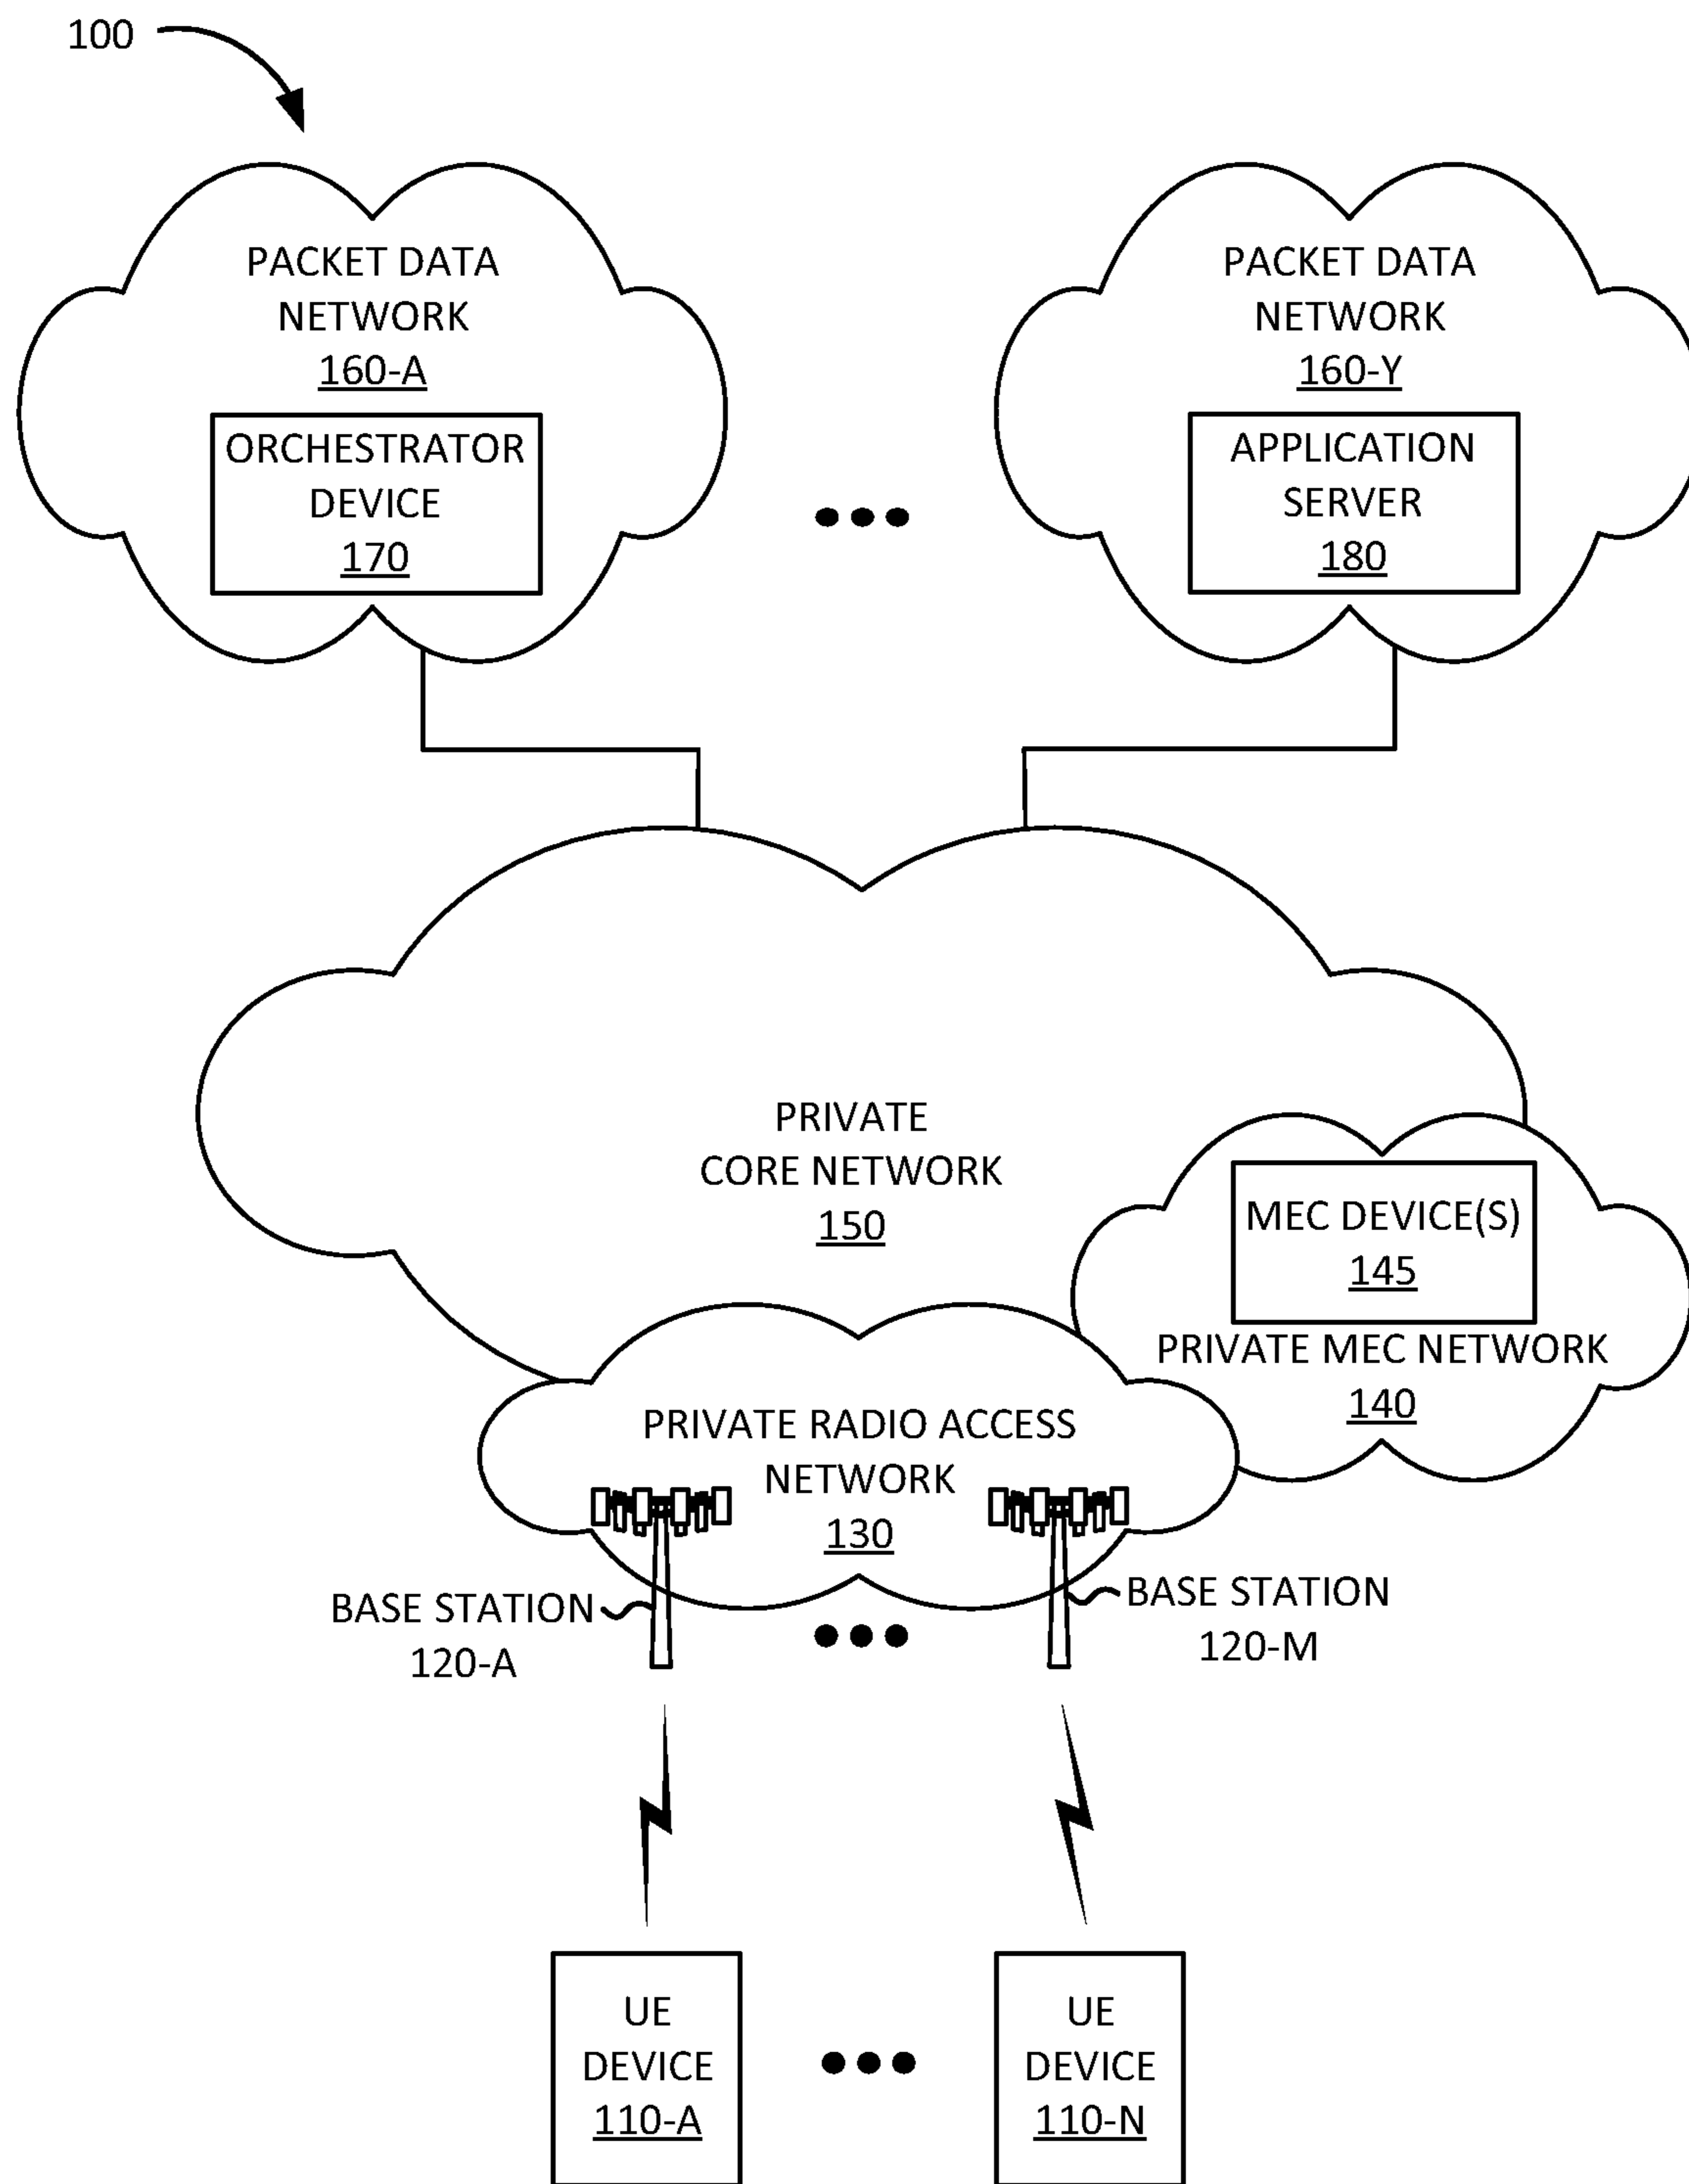 100
PACKET DATA
NETWORK
160-A
ORCHESTRATOR
DEVICE
170
PACKET DATA
NETWORK
160-Y
APPLICATION
SERVER
180
PRIVATE
CORE NETWORK
150
MEC DEVICE(S)
145
PRIVATE MEC NETWORK
140
PRIVATE RADIO ACCESS
NETWORK
130
BASE STATION
120-A
BASE STATION
120-M
UE
DEVICE
110-A
UE
DEVICE
110-N